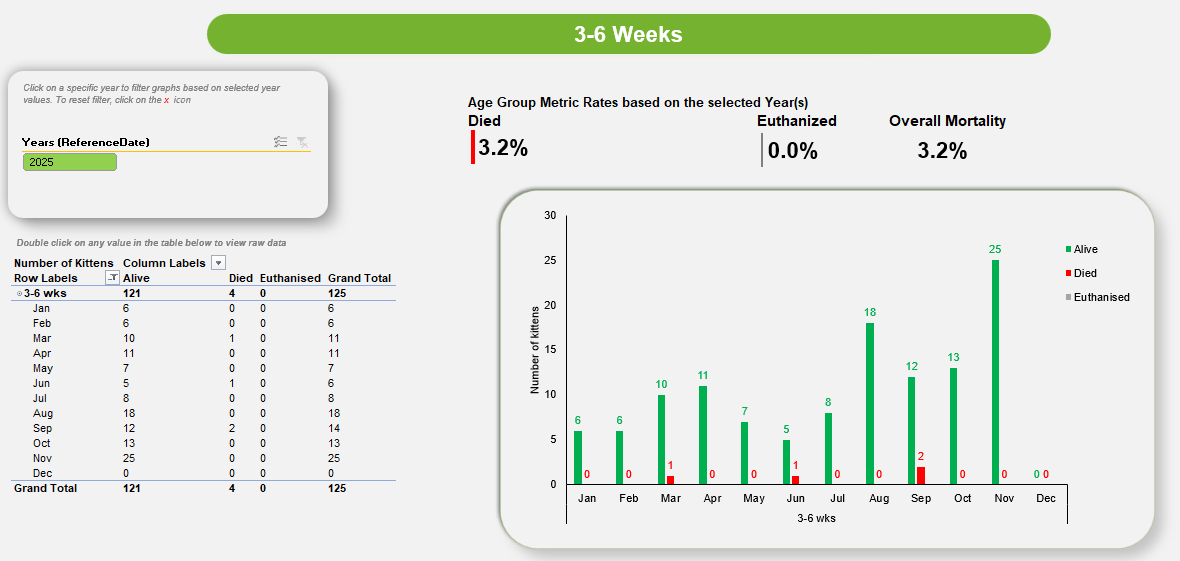 3-6 Weeks
Click on a specific year to filter graphs based on selected year
values. To reset filter, click on the x icon
Years (ReferenceDate)
2025
Age Group Metric Rates based on the selected Year(s)
Died Euthanized Overall Mortality
3.2% 0.0% 3.2%
Double click on any value in the table below to view raw data
Number of Kittens Column Labels
Row Labels Alive Died Euthanised Grand Total
3-6 wks 121 4 0 125
Jan 6 0 0 6
Feb 6 0 0 6
Mar 10 1 0 11
Apr 11 0 0 11
May 7 0 0 7
Jun 5 1 0 6
Jul 8 0 0 8
Aug 18 0 0 18
Sep 12 2 0 14
Oct 13 0 0 13
Nov 25 0 0 25
Dec 0 0 0 0
Grand Total 121 4 0 125
Number of kittens
30
25
20
15
10
5
0
6 0
6 0
10 1
11 0
7 0
5 1
8 0
18 0
12 2
13 0
25 0
0 0
Jan Feb Mar Apr May Jun Jul Aug Sep Oct Nov Dec
3-6 wks
Alive
Died
Euthanised